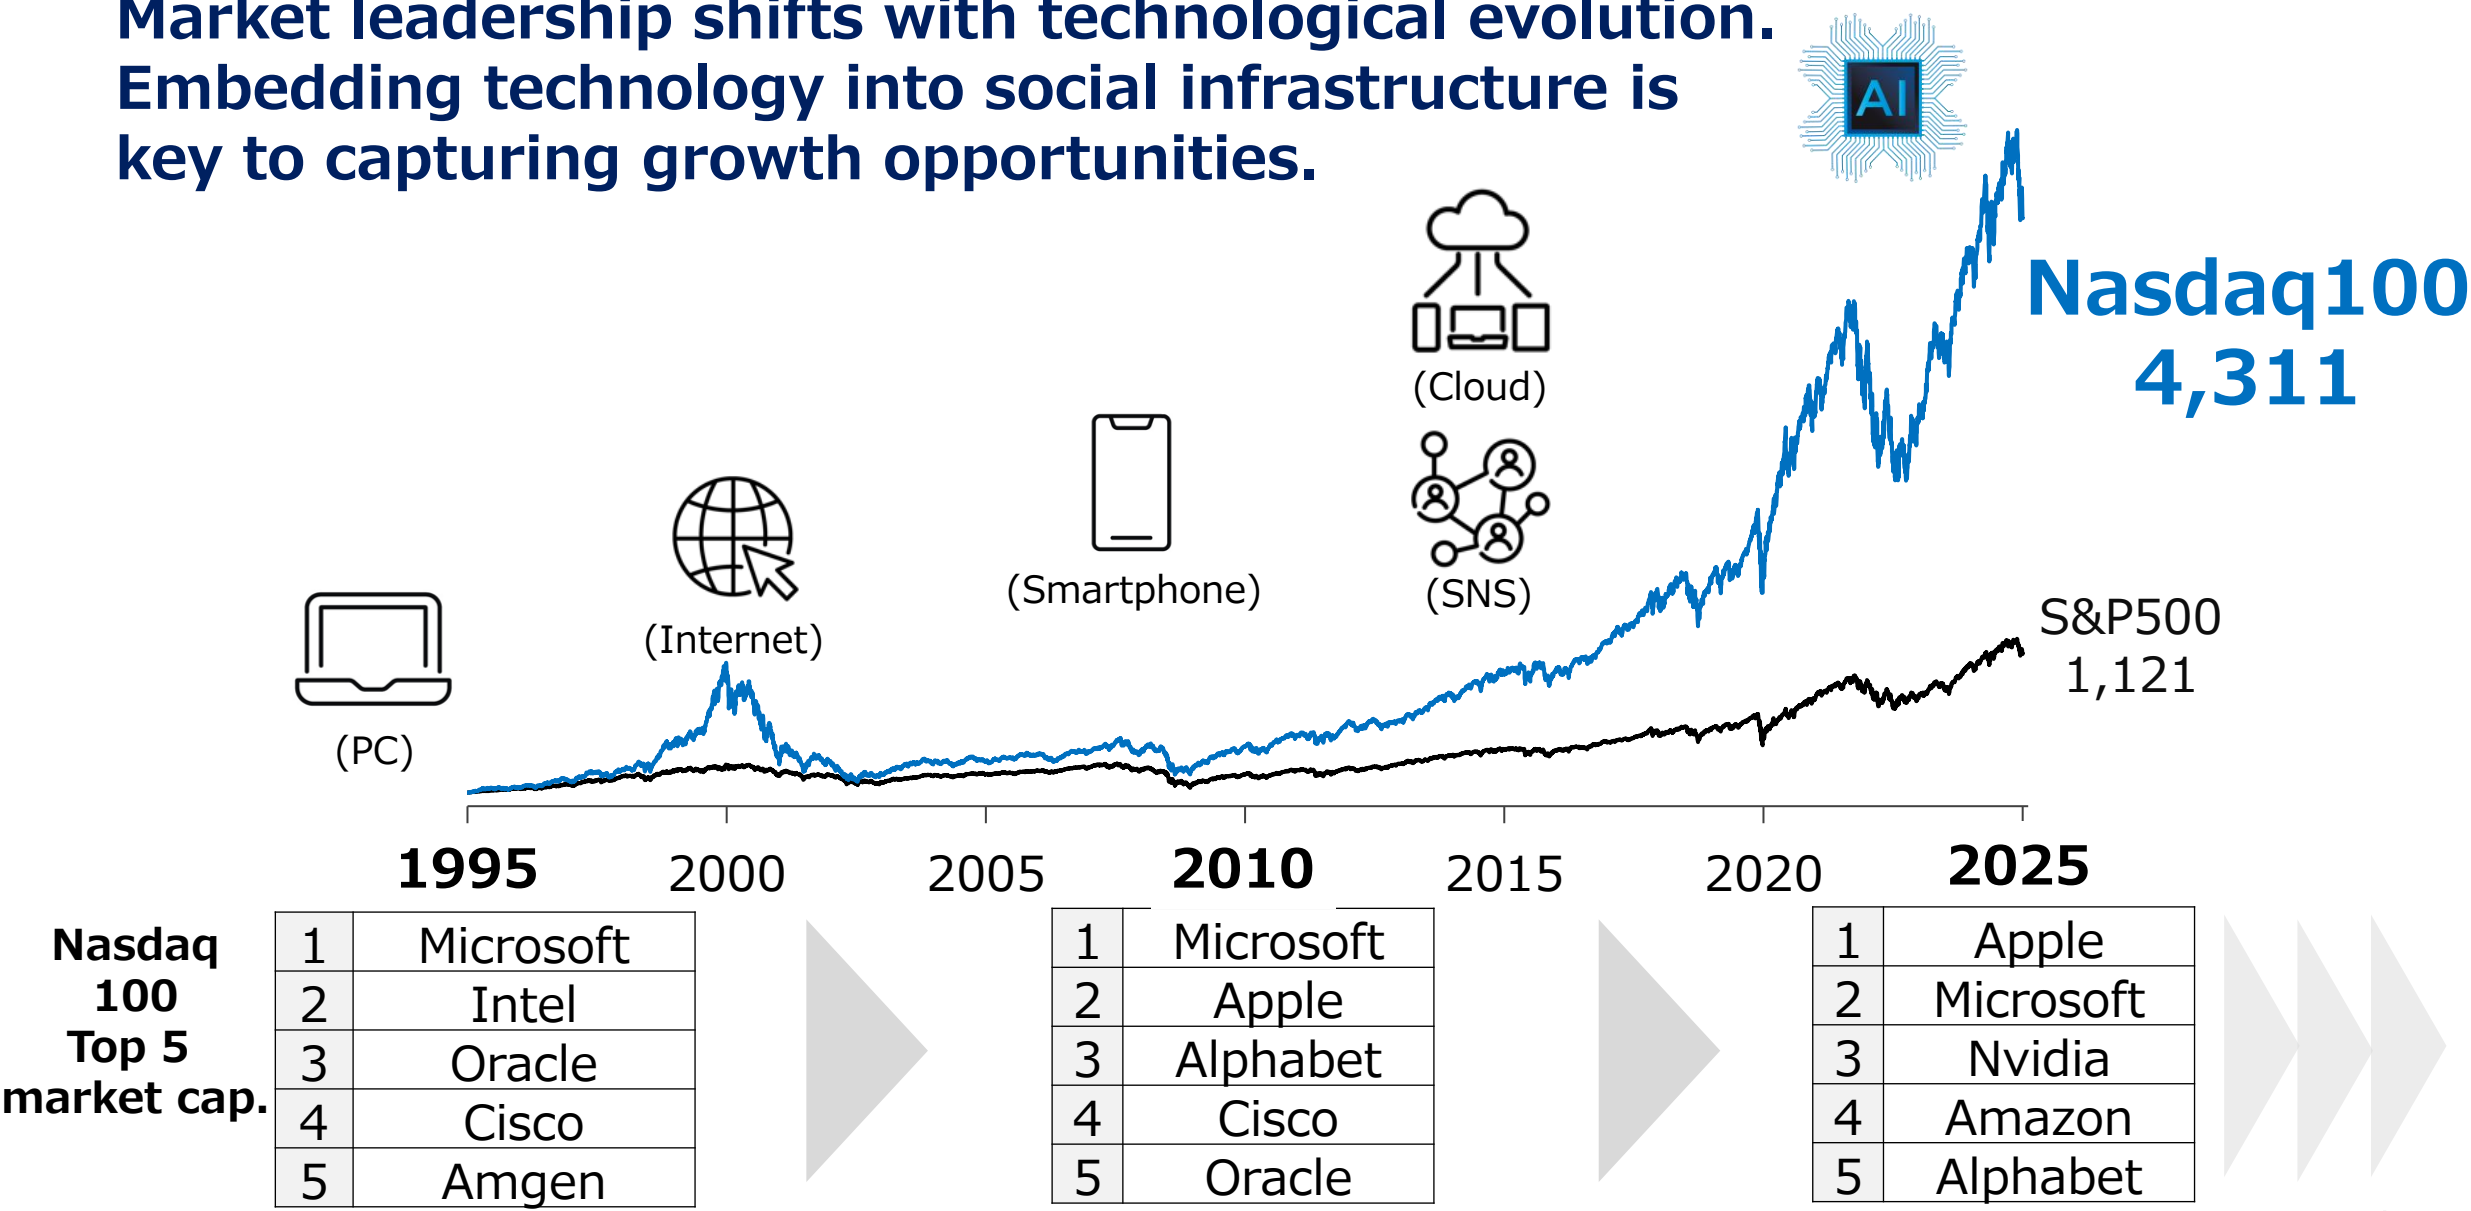 Market leadership shifts with technological evolution.
Embedding technology into social infrastructure is
key to capturing growth opportunities.
AI
Nasdaq100
4,311
(Cloud)
(SNS)
(Smartphone)
(Internet)
(PC)
S&P500
1,121
1995 2000 2005 2010 2015 2020 2025
Nasdaq
100
Top 5
market cap.
1 Microsoft
2 Intel
3 Oracle
4 Cisco
5 Amgen
1 Microsoft
2 Apple
3 Alphabet
4 Cisco
5 Oracle
1 Apple
2 Microsoft
3 Nvidia
4 Amazon
5 Alphabet